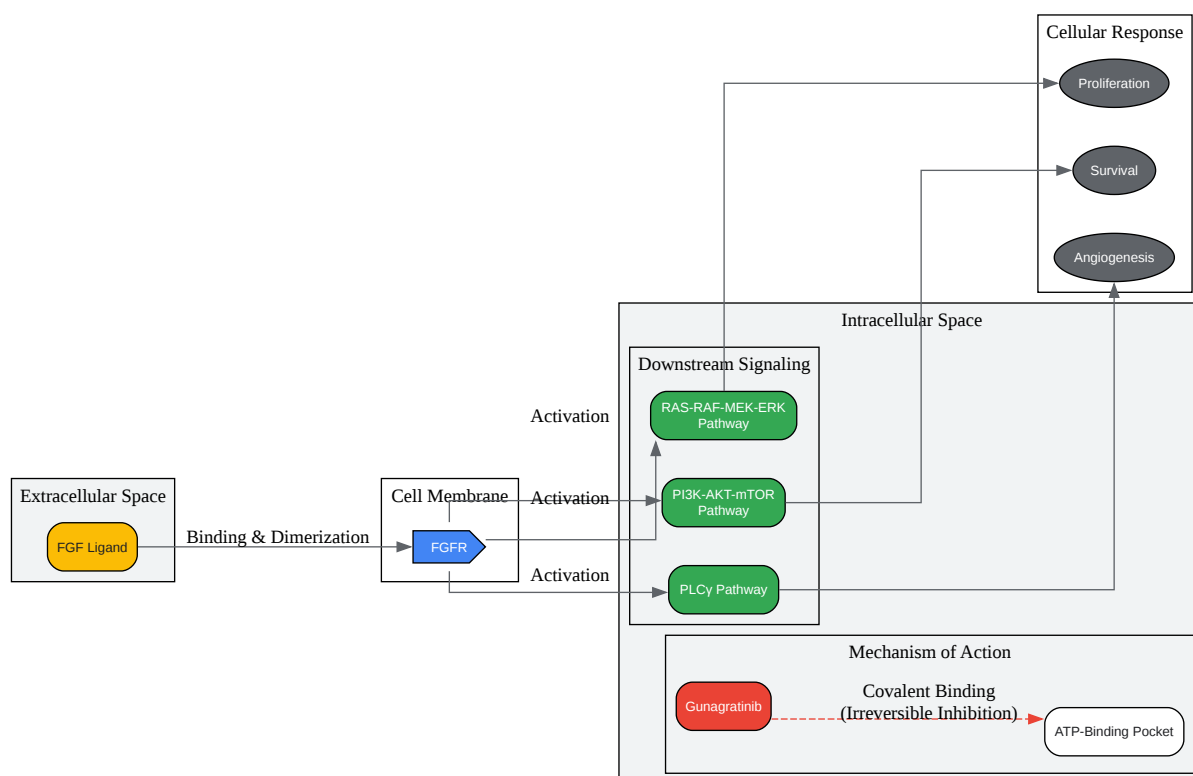 Cellular Response
Proliferation
Survival
Angiogenesis
Intracellular Space
Downstream Signaling
RAS-RAF-MEK-ERK
Pathway
Activation
Extracellular Space
Cell Membrane
Activation
PI3K-AKT-mTOR
Pathway
FGF Ligand
Binding & Dimerization
FGFR
Activation
PLCγ Pathway
Mechanism of Action
Gunagratinib
Covalent Binding
(Irreversible Inhibition)
ATP-Binding Pocket